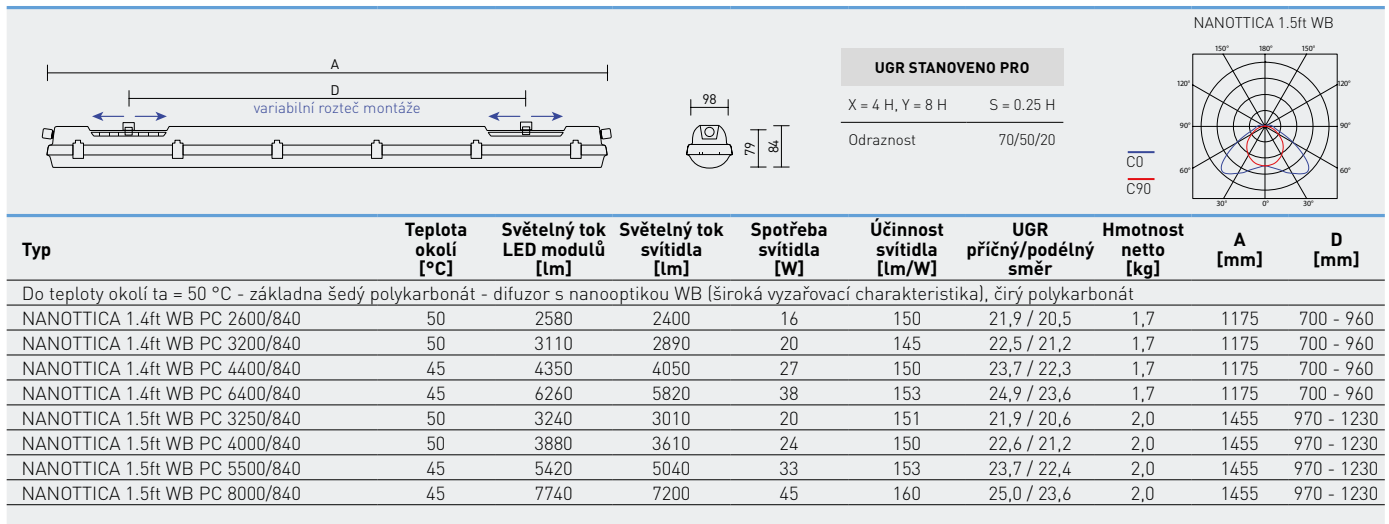 NANOTTICA 1.5ft WB
A
D
variabilní rozteč montáže
98
79
84
UGR STANOVENO PRO
X = 4 H, Y = 8 H S = 0.25 H
Odraznost 70/50/20
C0
C90
150° 180° 150°
120° 120°
90° 90°
60° 60°
30° 0° 30°
Typ Teplota okolí [°C] Světelný tok LED modulů [lm] Světelný tok svítidla [lm] Spotřeba svítidla [W] Účinnost svítidla [lm/W] UGR příčný/podélný směr Hmotnost netto [kg] A [mm] D [mm]
Do teploty okolí ta = 50 °C - základna šedý polykarbonát - difuzor s nanooptikou WB (široká vyzařovací charakteristika), čirý polykarbonát
NANOTTICA 1.4ft WB PC 2600/840 50 2580 2400 16 150 21,9 / 20,5 1,7 1175 700 - 960
NANOTTICA 1.4ft WB PC 3200/840 50 3110 2890 20 145 22,5 / 21,2 1,7 1175 700 - 960
NANOTTICA 1.4ft WB PC 4400/840 45 4350 4050 27 150 23,7 / 22,3 1,7 1175 700 - 960
NANOTTICA 1.4ft WB PC 6400/840 45 6260 5820 38 153 24,9 / 23,6 1,7 1175 700 - 960
NANOTTICA 1.5ft WB PC 3250/840 50 3240 3010 20 151 21,9 / 20,6 2,0 1455 970 - 1230
NANOTTICA 1.5ft WB PC 4000/840 50 3880 3610 24 150 22,6 / 21,2 2,0 1455 970 - 1230
NANOTTICA 1.5ft WB PC 5500/840 45 5420 5040 33 153 23,7 / 22,4 2,0 1455 970 - 1230
NANOTTICA 1.5ft WB PC 8000/840 45 7740 7200 45 160 25,0 / 23,6 2,0 1455 970 - 1230